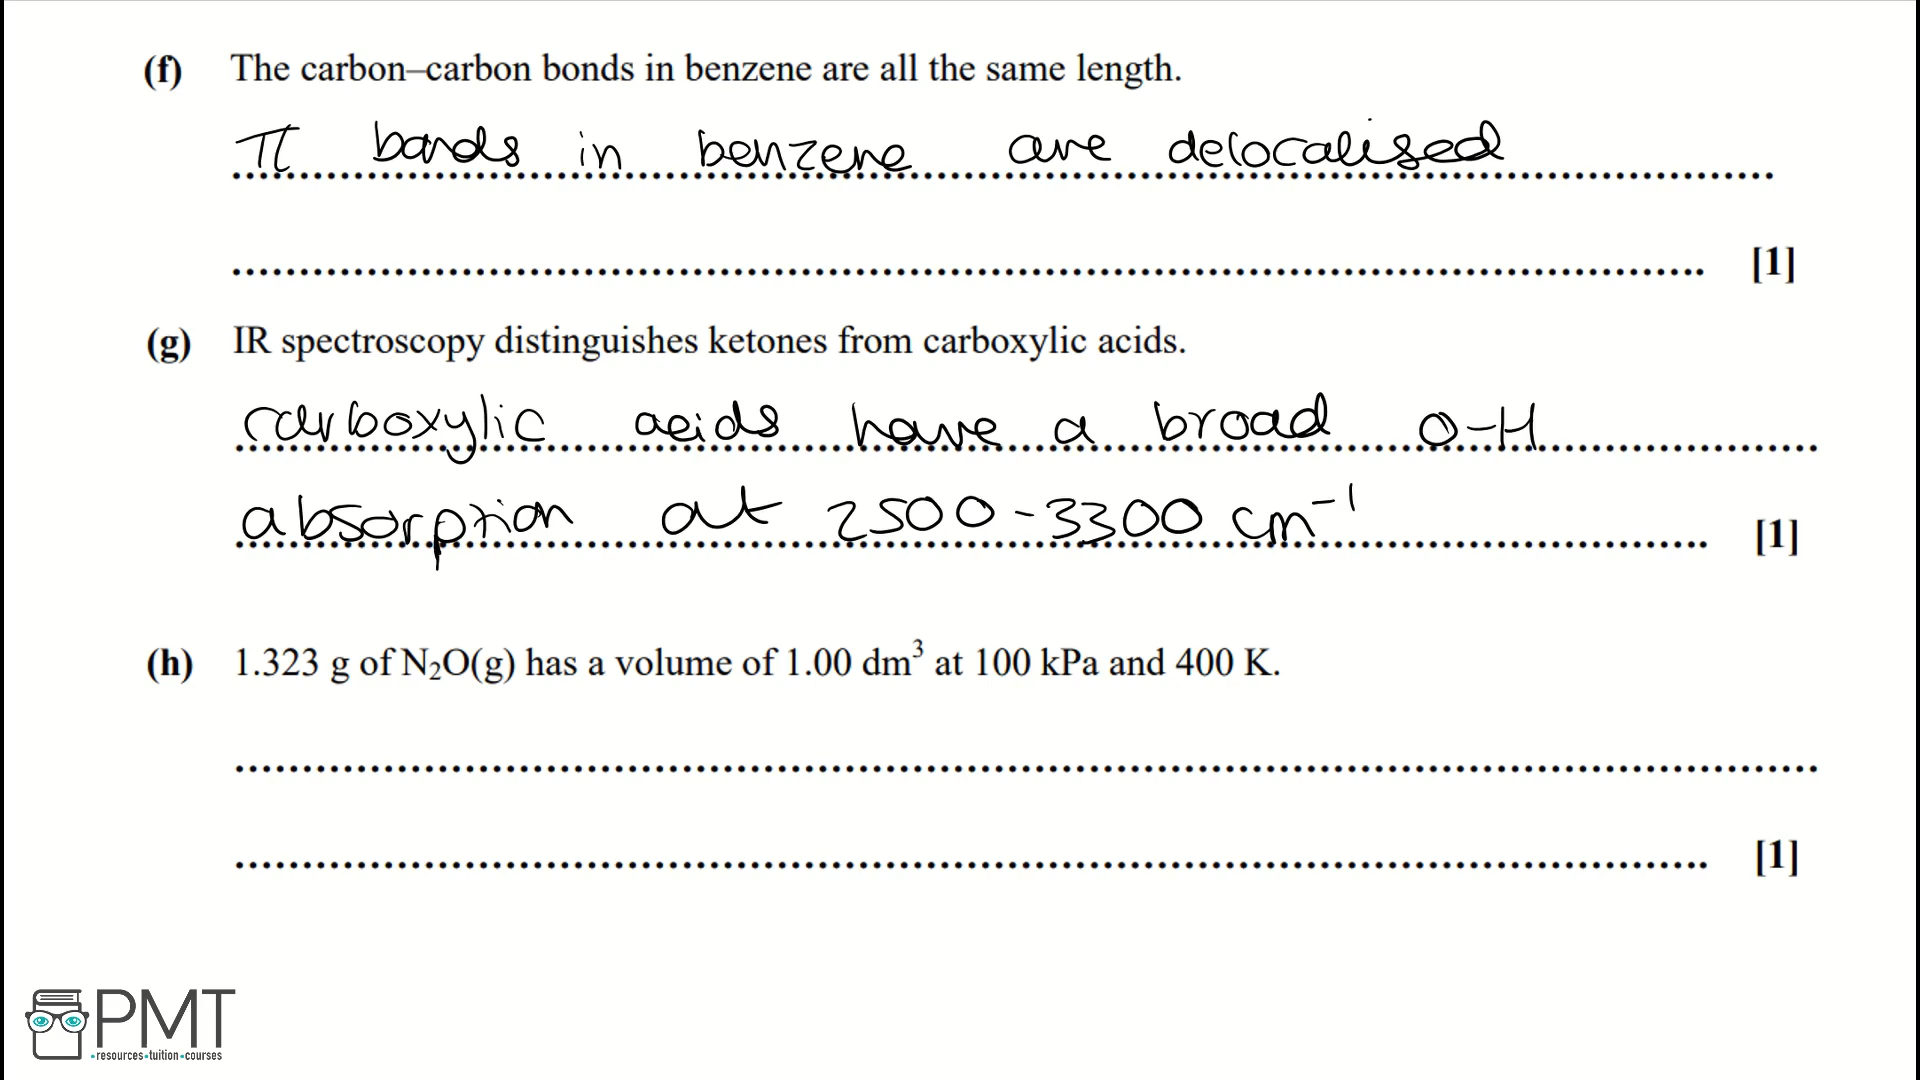 (f) The carbon–carbon bonds in benzene are all the same length.
π bonds in benzene are delocalised
[1]
(g) IR spectroscopy distinguishes ketones from carboxylic acids.
carboxylic acids have a broad O-H
absorption at 2500-3300 cm⁻¹ [1]
(h) 1.323 g of N₂O(g) has a volume of 1.00 dm³ at 100 kPa and 400 K.
[1]
PMT
•resources•tuition•courses